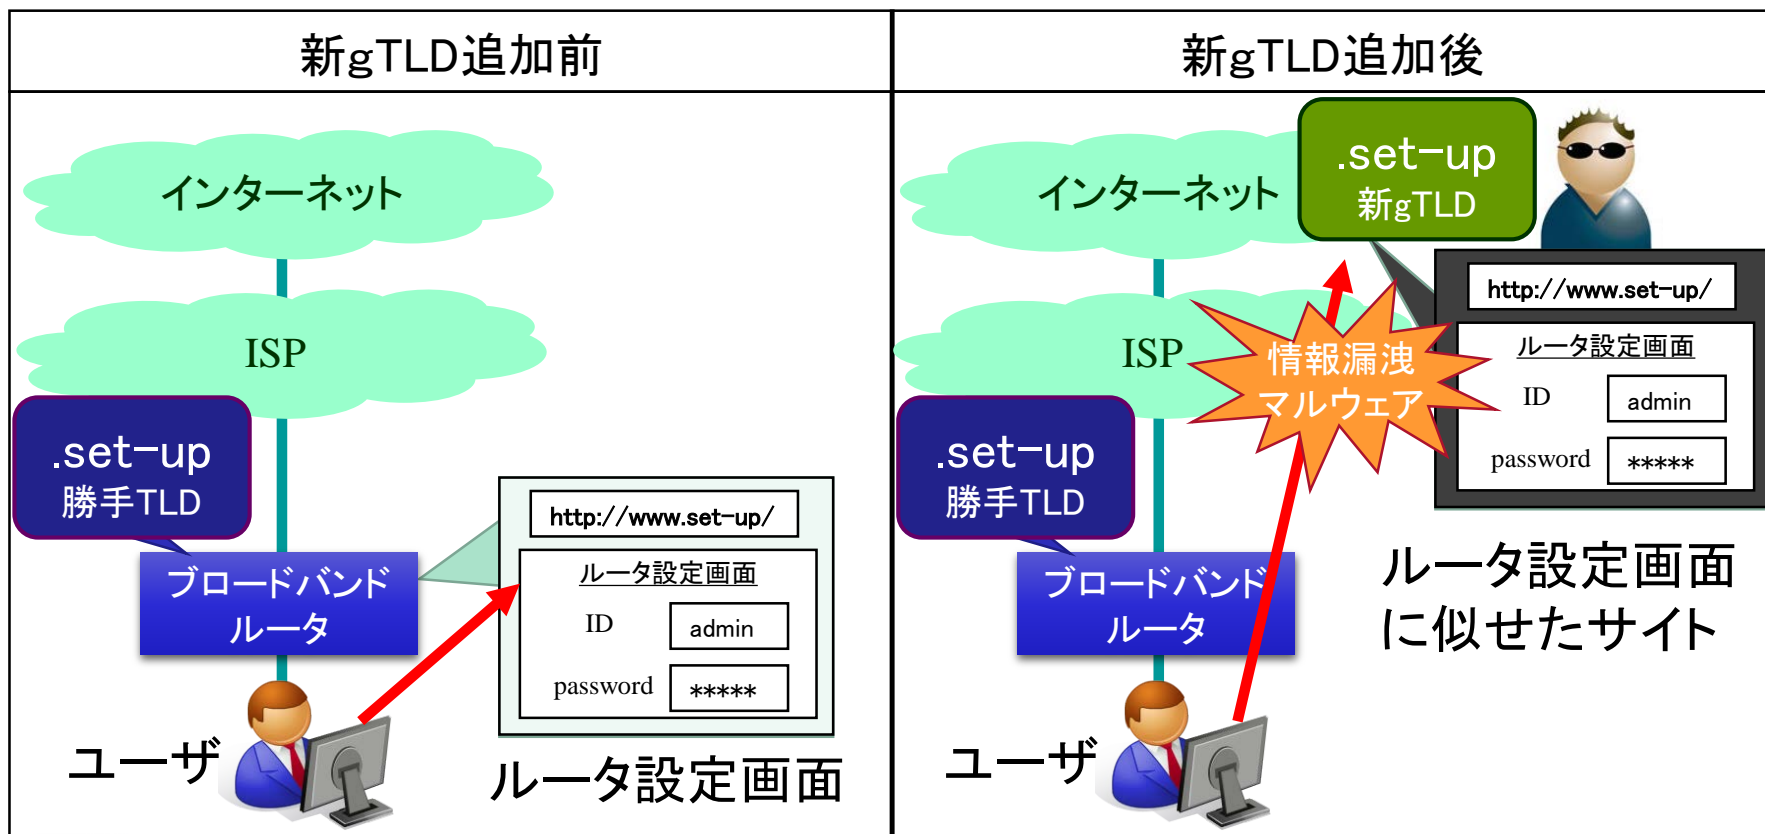 新gTLD追加前
インターネット
ISP
.set-up
勝手TLD
ブロードバンド
ルータ
http://www.set-up/
ルータ設定画面
ID
admin
password
*****
ユーザ
ルータ設定画面
新gTLD追加後
インターネット
.set-up
新gTLD
ISP
情報漏洩
マルウェア
http://www.set-up/
ルータ設定画面
ID
admin
password
*****
.set-up
勝手TLD
ブロードバンド
ルータ
ルータ設定画面
に似せたサイト
ユーザ